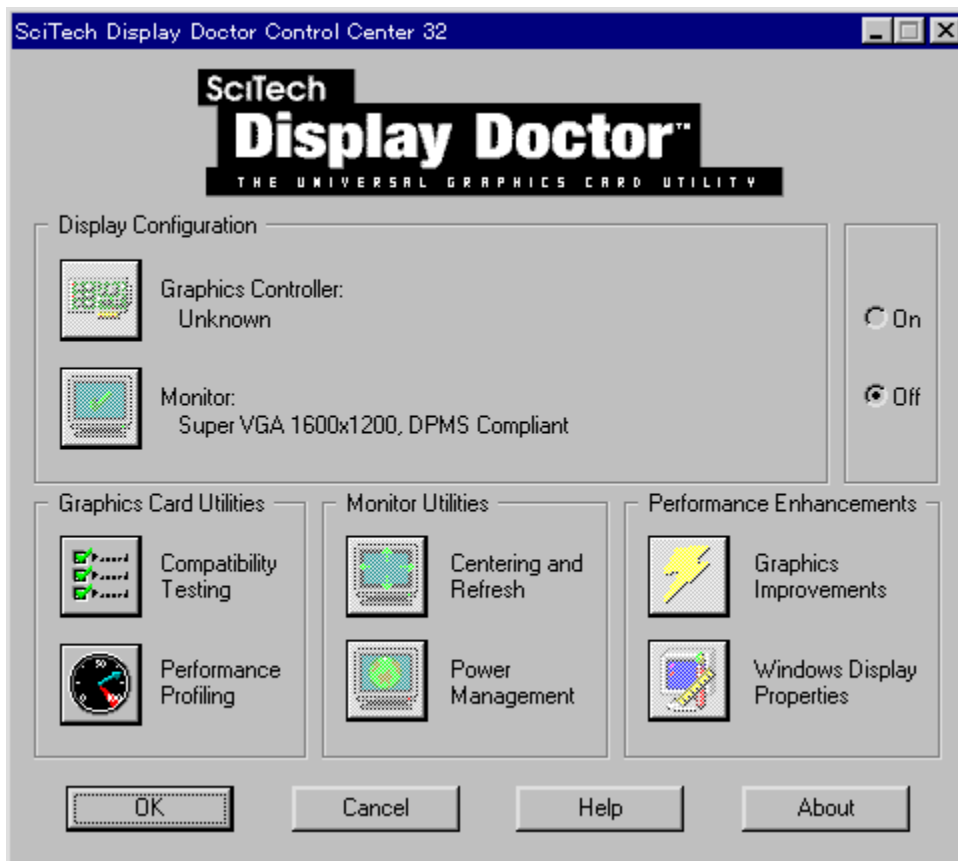 SciTech Display Doctor Control Center 32
SciTech
Display Doctor™
THE UNIVERSAL GRAPHICS CARD UTILITY
Display Configuration
Graphics Controller:
Unknown
On
Monitor:
Super VGA 1600x1200, DPMS Compliant
Off
Graphics Card Utilities
Compatibility
Testing
Performance
Profiling
Monitor Utilities
Centering and
Refresh
Power
Management
Performance Enhancements
Graphics
Improvements
Windows Display
Properties
OK
Cancel
Help
About